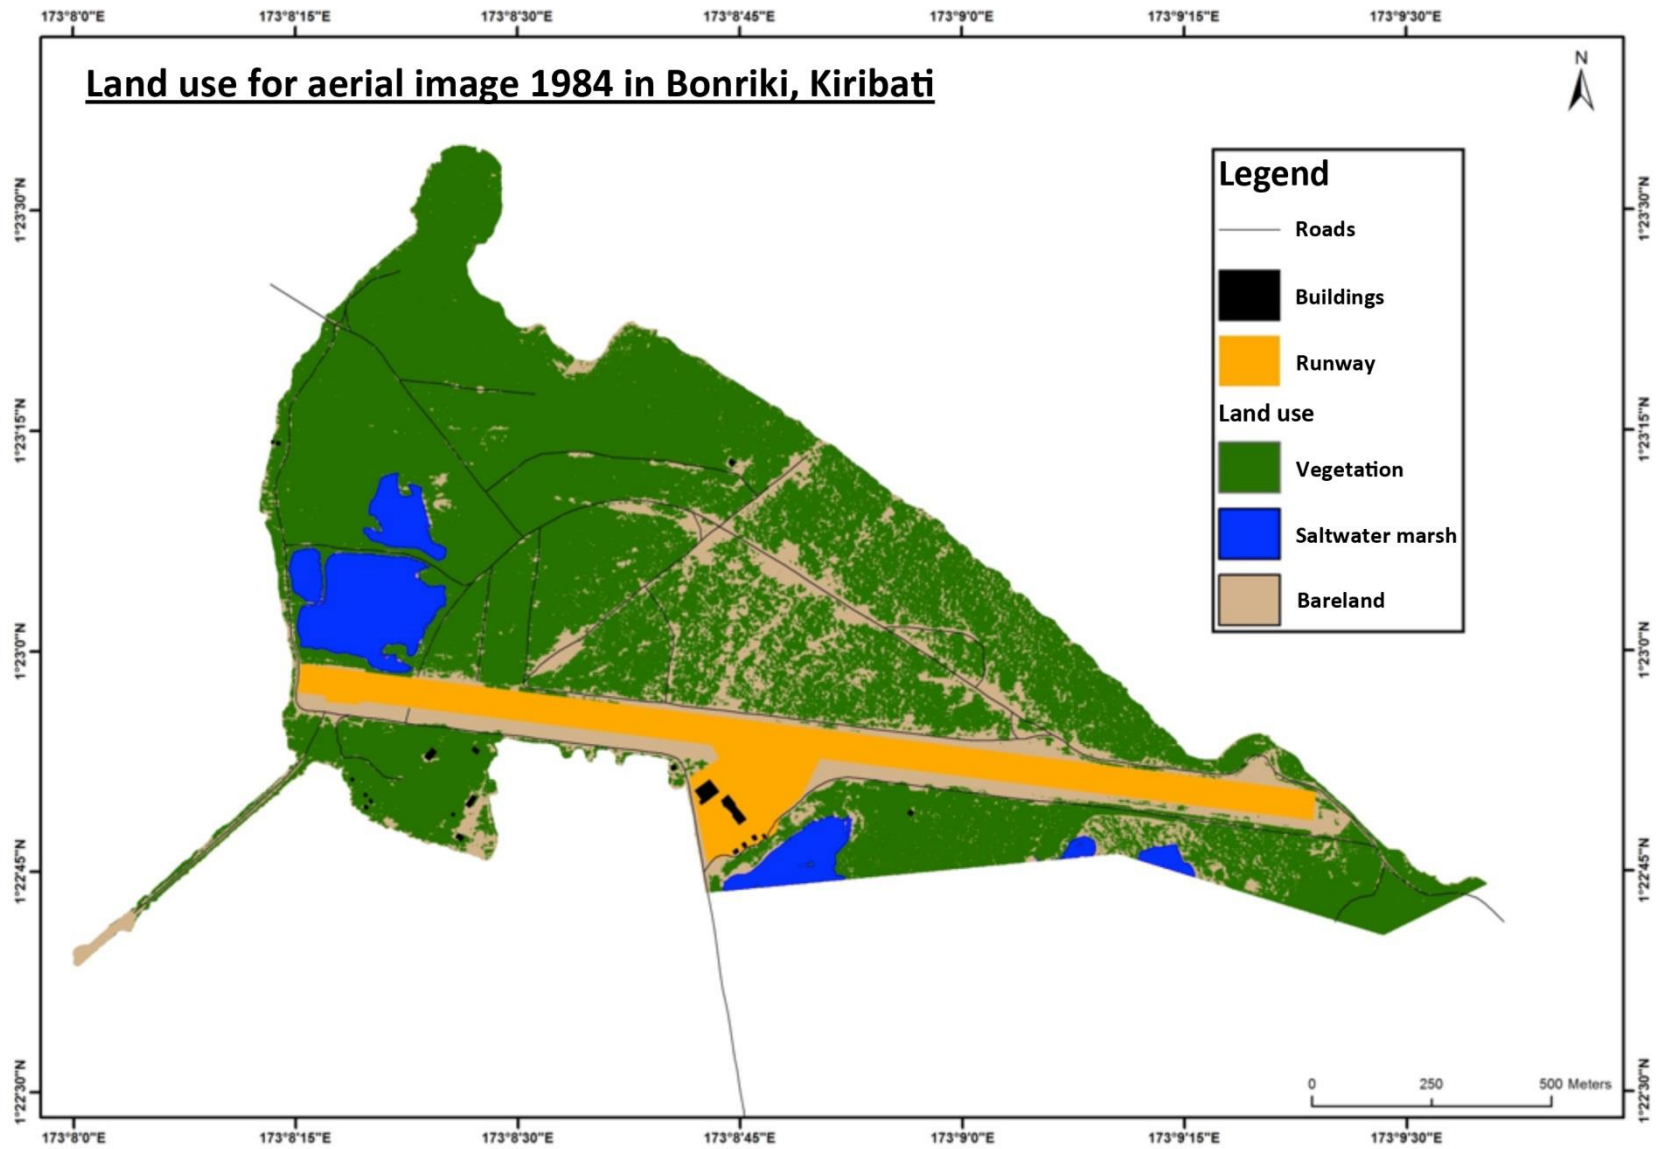 173°8'0"E 173°8'15"E 173°8'30"E 173°8'45"E 173°9'0"E 173°9'15"E 173°9'30"E
Land use for aerial image 1984 in Bonriki, Kiribati
N
Legend
Roads
Buildings
Runway
Land use
Vegetation
Saltwater marsh
Bareland
1°23'30"N
1°23'15"N
1°23'0"N
1°22'45"N
1°22'30"N
1°23'30"N
1°23'15"N
1°23'0"N
1°22'45"N
1°22'30"N
0 250 500 Meters
173°8'0"E 173°8'15"E 173°8'30"E 173°8'45"E 173°9'0"E 173°9'15"E 173°9'30"E